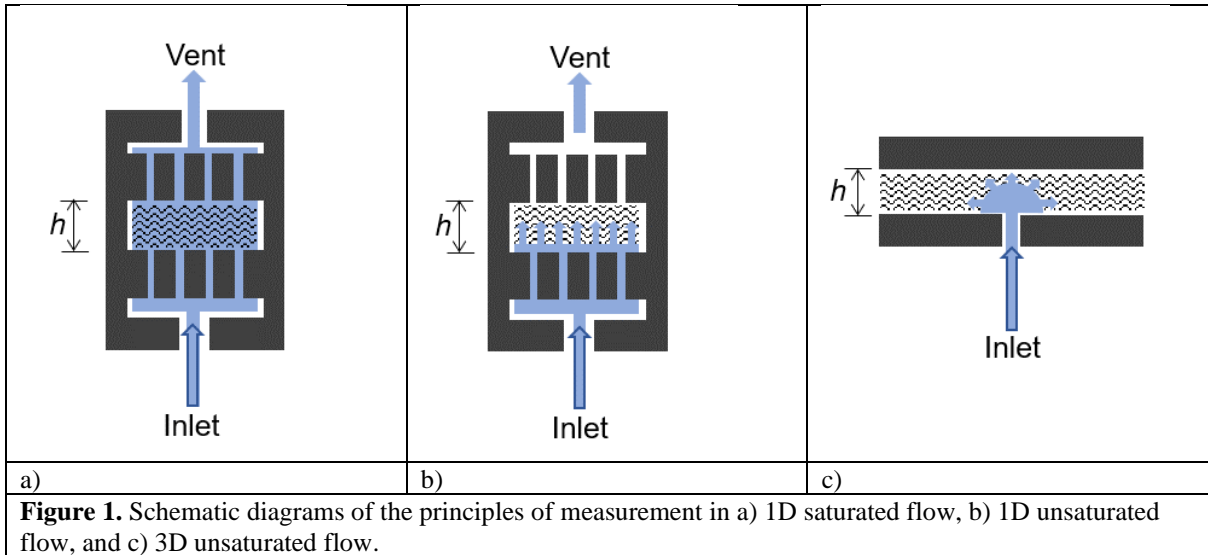 Vent
h
Inlet
Vent
h
Inlet
h
Inlet
a)
b)
c)
Figure 1. Schematic diagrams of the principles of measurement in a) 1D saturated flow, b) 1D unsaturated
flow, and c) 3D unsaturated flow.